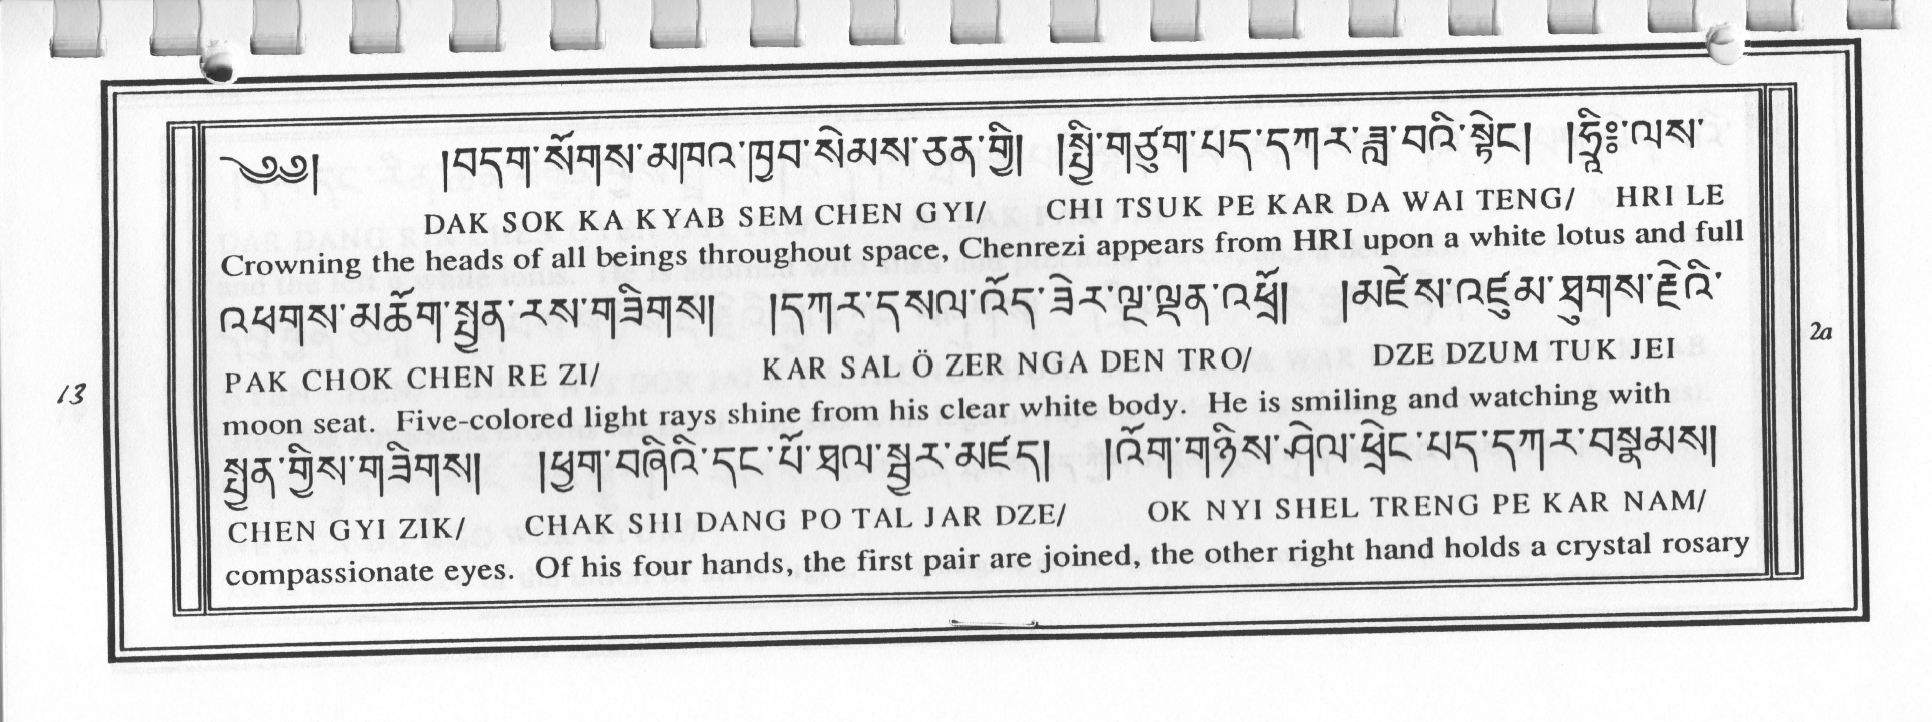 ༄༅། །བདག་སོགས་མཁའ་ཁྱབ་སེམས་ཅན་གྱི། །སྤྱི་གཙུག་པད་དཀར་ཟླ་བའི་སྟེང། །ཧྲཱིཿ་ལས་
DAK SOK KA KYAB SEM CHEN GYI/ CHI TSUK PE KAR DA WAI TENG/ HRI LE
Crowning the heads of all beings throughout space, Chenrezi appears from HRI upon a white lotus and full
འཕགས་མཆོག་སྤྱན་རས་གཟིགས། །དཀར་དསལ་འོད་ཟེར་ལྔ་ལྡན་འཕྲོ། །མཛེས་འཛུམ་ཐུགས་རྗེའི་
PAK CHOK CHEN RE ZI/ KAR SAL Ö ZER NGA DEN TRO/ DZE DZUM TUK JEI
13
2a
moon seat. Five-colored light rays shine from his clear white body. He is smiling and watching with
སྤྱན་གྱིས་གཟིགས། །ཕྱག་བཞིའི་དང་པོ་ཐལ་སྦྱར་མཛད། །འོག་གཉིས་ཤེལ་ཕྲེང་པད་དཀར་བསྣམས།
CHEN GYI ZIK/ CHAK SHI DANG PO TAL JAR DZE/ OK NYI SHEL TRENG PE KAR NAM/
compassionate eyes. Of his four hands, the first pair are joined, the other right hand holds a crystal rosary